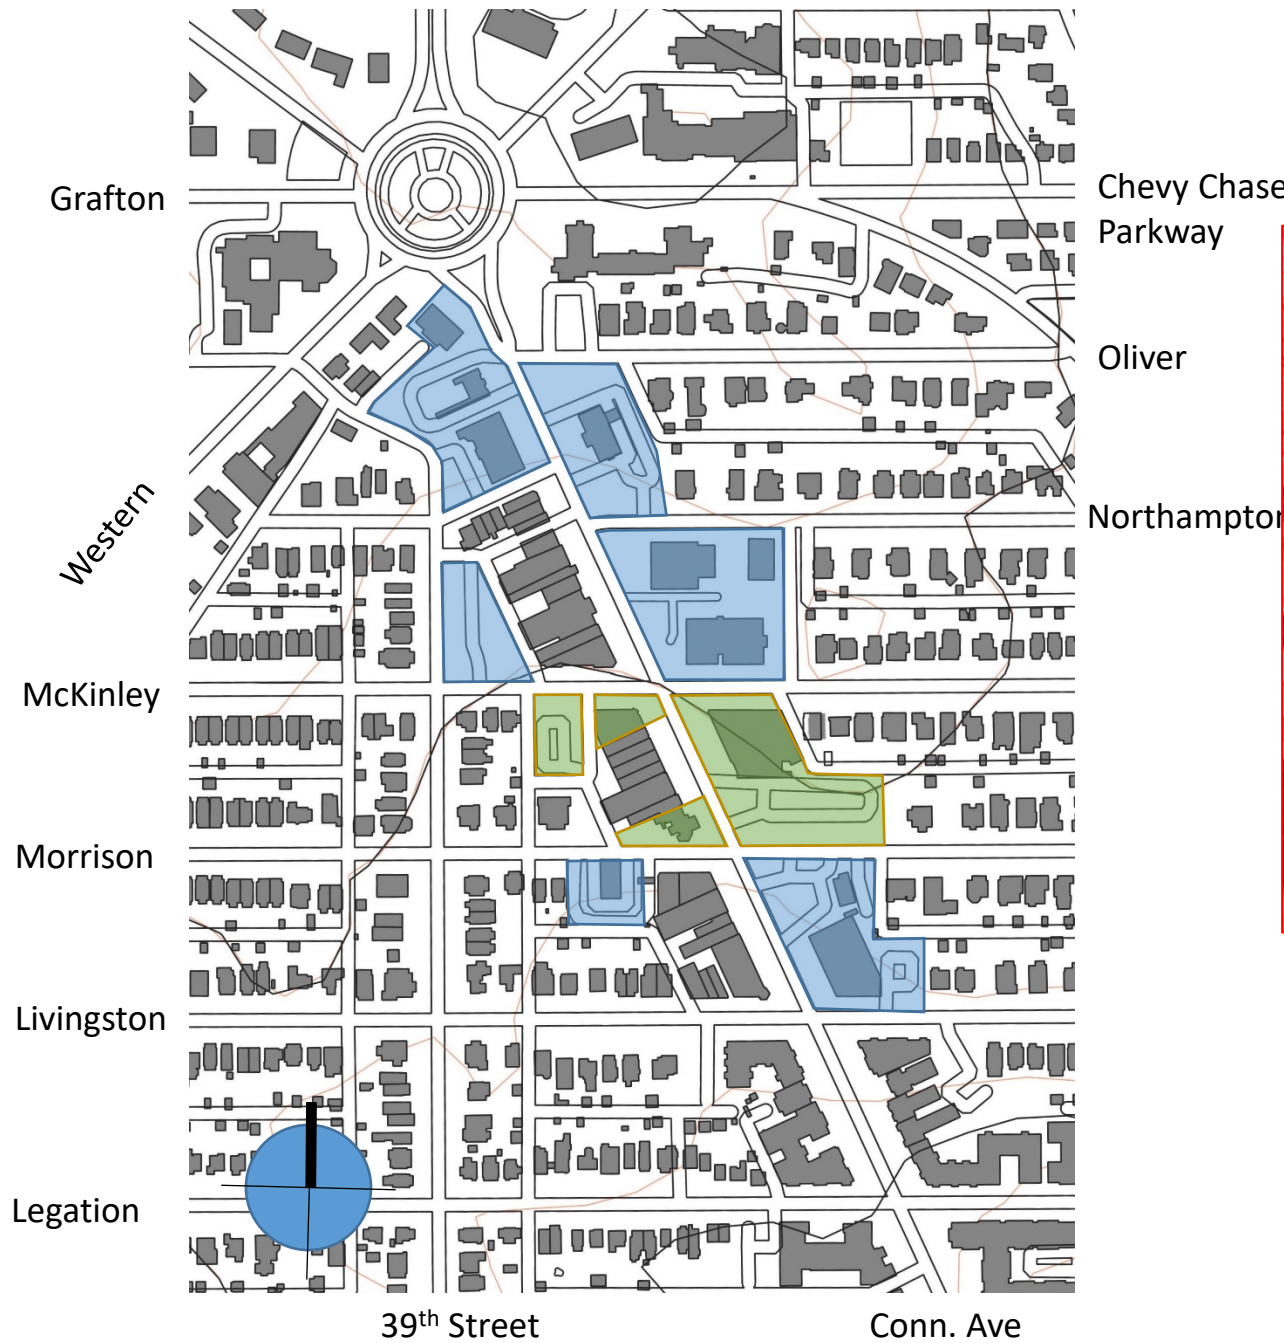 Grafton
Chevy Chase
Parkway
Oliver
Western
Northampton
McKinley
Morrison
Livingston
Legation
39th Street
Conn. Ave